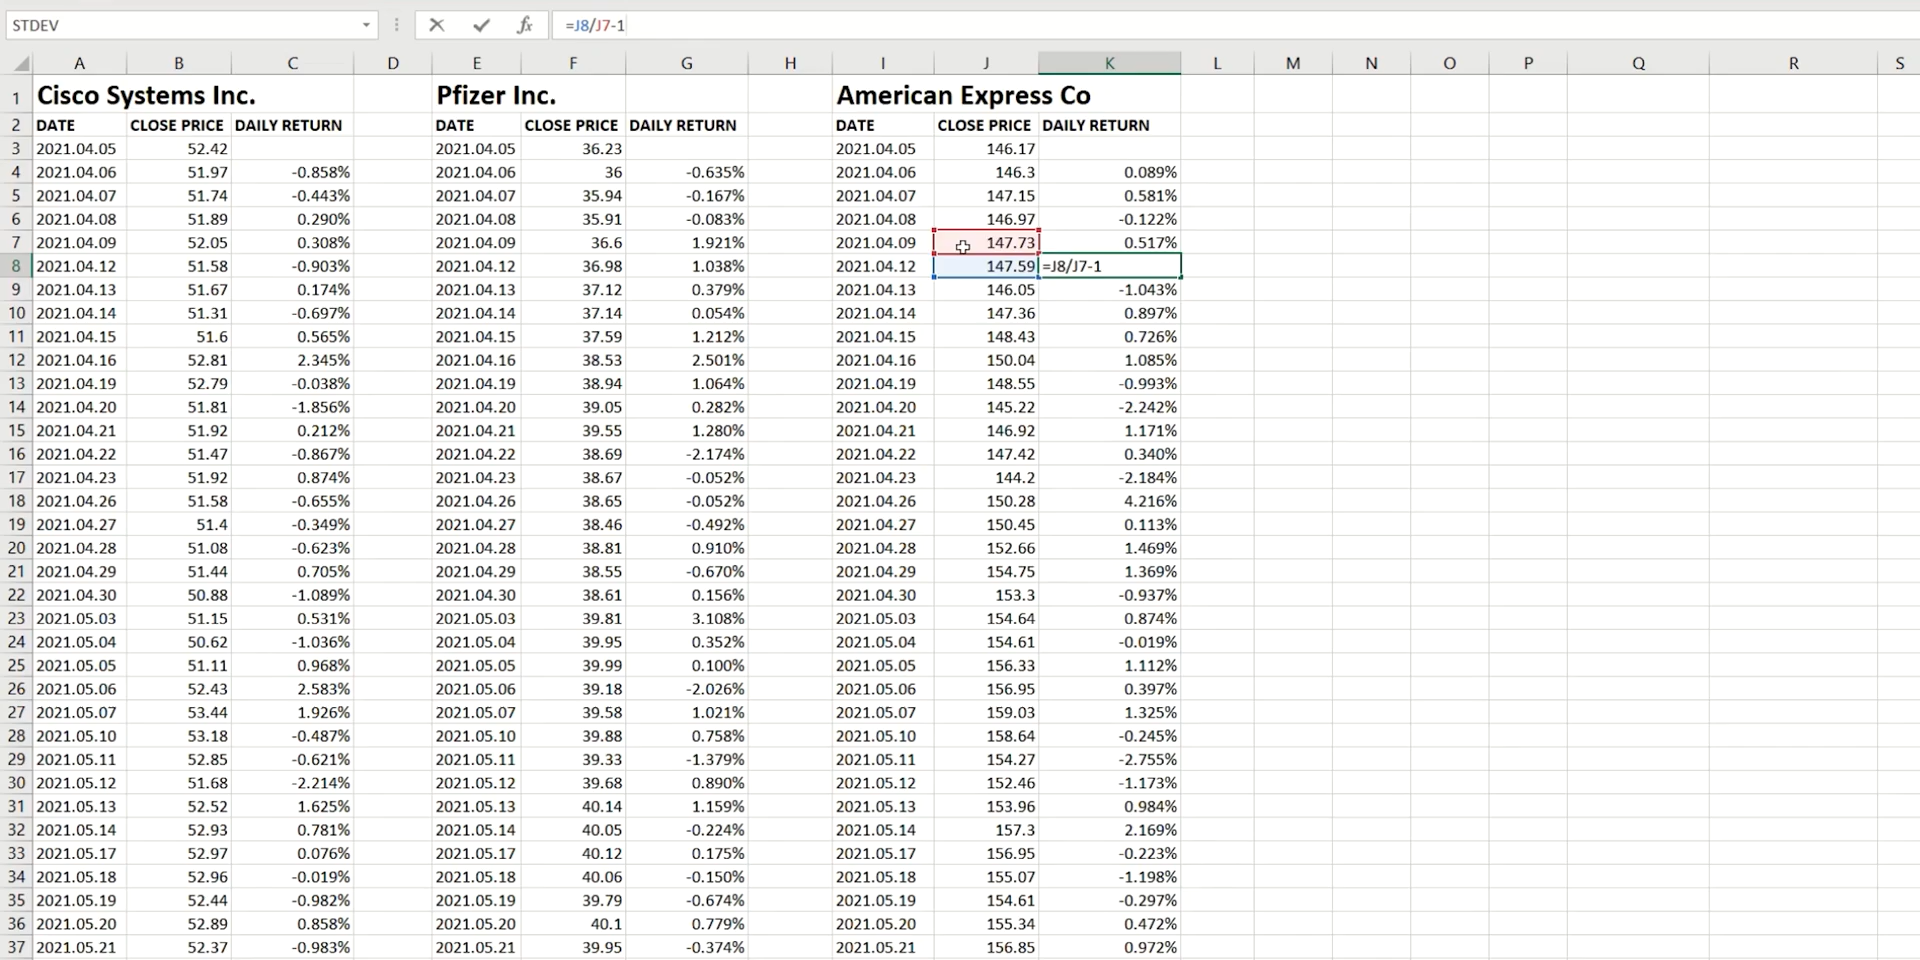 STDEV fx =J8/J7-1
A B C D E F G H I J K L M N O P Q R S
1 Cisco Systems Inc. Pfizer Inc. American Express Co
2 DATE CLOSE PRICE DAILY RETURN DATE CLOSE PRICE DAILY RETURN DATE CLOSE PRICE DAILY RETURN
3 2021.04.05 52.42 2021.04.05 36.23 2021.04.05 146.17
4 2021.04.06 51.97 -0.858% 2021.04.06 36 -0.635% 2021.04.06 146.3 0.089%
5 2021.04.07 51.74 -0.443% 2021.04.07 35.94 -0.167% 2021.04.07 147.15 0.581%
6 2021.04.08 51.89 0.290% 2021.04.08 35.91 -0.083% 2021.04.08 146.97 -0.122%
7 2021.04.09 52.05 0.308% 2021.04.09 36.6 1.921% 2021.04.09 147.73 0.517%
8 2021.04.12 51.58 -0.903% 2021.04.12 36.98 1.038% 2021.04.12 147.59 =J8/J7-1
9 2021.04.13 51.67 0.174% 2021.04.13 37.12 0.379% 2021.04.13 146.05 -1.043%
10 2021.04.14 51.31 -0.697% 2021.04.14 37.14 0.054% 2021.04.14 147.36 0.897%
11 2021.04.15 51.6 0.565% 2021.04.15 37.59 1.212% 2021.04.15 148.43 0.726%
12 2021.04.16 52.81 2.345% 2021.04.16 38.53 2.501% 2021.04.16 150.04 1.085%
13 2021.04.19 52.79 -0.038% 2021.04.19 38.94 1.064% 2021.04.19 148.55 -0.993%
14 2021.04.20 51.81 -1.856% 2021.04.20 39.05 0.282% 2021.04.20 145.22 -2.242%
15 2021.04.21 51.92 0.212% 2021.04.21 39.55 1.280% 2021.04.21 146.92 1.171%
16 2021.04.22 51.47 -0.867% 2021.04.22 38.69 -2.174% 2021.04.22 147.42 0.340%
17 2021.04.23 51.92 0.874% 2021.04.23 38.67 -0.052% 2021.04.23 144.2 -2.184%
18 2021.04.26 51.58 -0.655% 2021.04.26 38.65 -0.052% 2021.04.26 150.28 4.216%
19 2021.04.27 51.4 -0.349% 2021.04.27 38.46 -0.492% 2021.04.27 150.45 0.113%
20 2021.04.28 51.08 -0.623% 2021.04.28 38.81 0.910% 2021.04.28 152.66 1.469%
21 2021.04.29 51.44 0.705% 2021.04.29 38.55 -0.670% 2021.04.29 154.75 1.369%
22 2021.04.30 50.88 -1.089% 2021.04.30 38.61 0.156% 2021.04.30 153.3 -0.937%
23 2021.05.03 51.15 0.531% 2021.05.03 39.81 3.108% 2021.05.03 154.64 0.874%
24 2021.05.04 50.62 -1.036% 2021.05.04 39.95 0.352% 2021.05.04 154.61 -0.019%
25 2021.05.05 51.11 0.968% 2021.05.05 39.99 0.100% 2021.05.05 156.33 1.112%
26 2021.05.06 52.43 2.583% 2021.05.06 39.18 -2.026% 2021.05.06 156.95 0.397%
27 2021.05.07 53.44 1.926% 2021.05.07 39.58 1.021% 2021.05.07 159.03 1.325%
28 2021.05.10 53.18 -0.487% 2021.05.10 39.88 0.758% 2021.05.10 158.64 -0.245%
29 2021.05.11 52.85 -0.621% 2021.05.11 39.33 -1.379% 2021.05.11 154.27 -2.755%
30 2021.05.12 51.68 -2.214% 2021.05.12 39.68 0.890% 2021.05.12 152.46 -1.173%
31 2021.05.13 52.52 1.625% 2021.05.13 40.14 1.159% 2021.05.13 153.96 0.984%
32 2021.05.14 52.93 0.781% 2021.05.14 40.05 -0.224% 2021.05.14 157.3 2.169%
33 2021.05.17 52.97 0.076% 2021.05.17 40.12 0.175% 2021.05.17 156.95 -0.223%
34 2021.05.18 52.96 -0.019% 2021.05.18 40.06 -0.150% 2021.05.18 155.07 -1.198%
35 2021.05.19 52.44 -0.982% 2021.05.19 39.79 -0.674% 2021.05.19 154.61 -0.297%
36 2021.05.20 52.89 0.858% 2021.05.20 40.1 0.779% 2021.05.20 155.34 0.472%
37 2021.05.21 52.37 -0.983% 2021.05.21 39.95 -0.374% 2021.05.21 156.85 0.972%